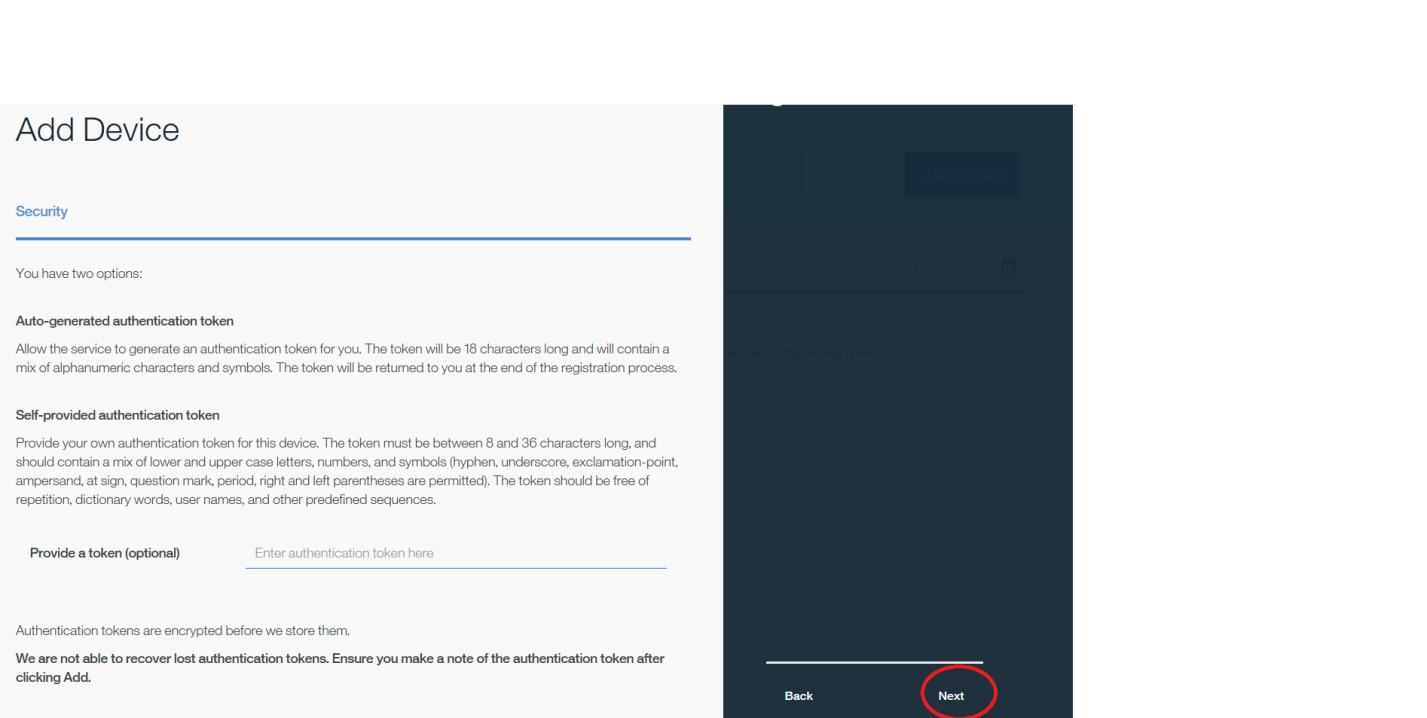 Add Device
Security
You have two options:
Auto-generated authentication token
Allow the service to generate an authentication token for you. The token will be 18 characters long and will contain a
mix of alphanumeric characters and symbols. The token will be returned to you at the end of the registration process.
Self-provided authentication token
Provide your own authentication token for this device. The token must be between 8 and 36 characters long, and
should contain a mix of lower and upper case letters, numbers, and symbols (hyphen, underscore, exclamation-point,
ampersand, at sign, question mark, period, right and left parentheses are permitted). The token should be free of
repetition, dictionary words, user names, and other predefined sequences.
Provide a token (optional)
Enter authentication token here
Authentication tokens are encrypted before we store them.
We are not able to recover lost authentication tokens. Ensure you make a note of the authentication token after
clicking Add.
Add Device
using the Add Device
Back
Next